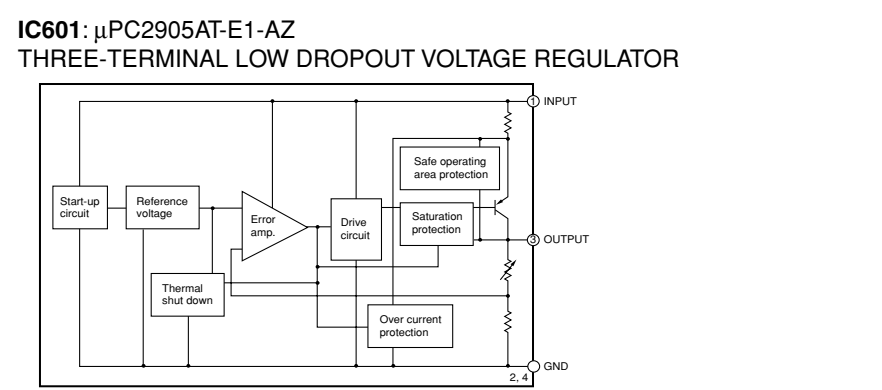 IC601: μPC2905AT-E1-AZ
THREE-TERMINAL LOW DROPOUT VOLTAGE REGULATOR
1 INPUT
Safe operating
area protection
Start-up
circuit
Reference
voltage
Error
amp.
Drive
circuit
Saturation
protection
3 OUTPUT
Thermal
shut down
Over current
protection
GND
2, 4